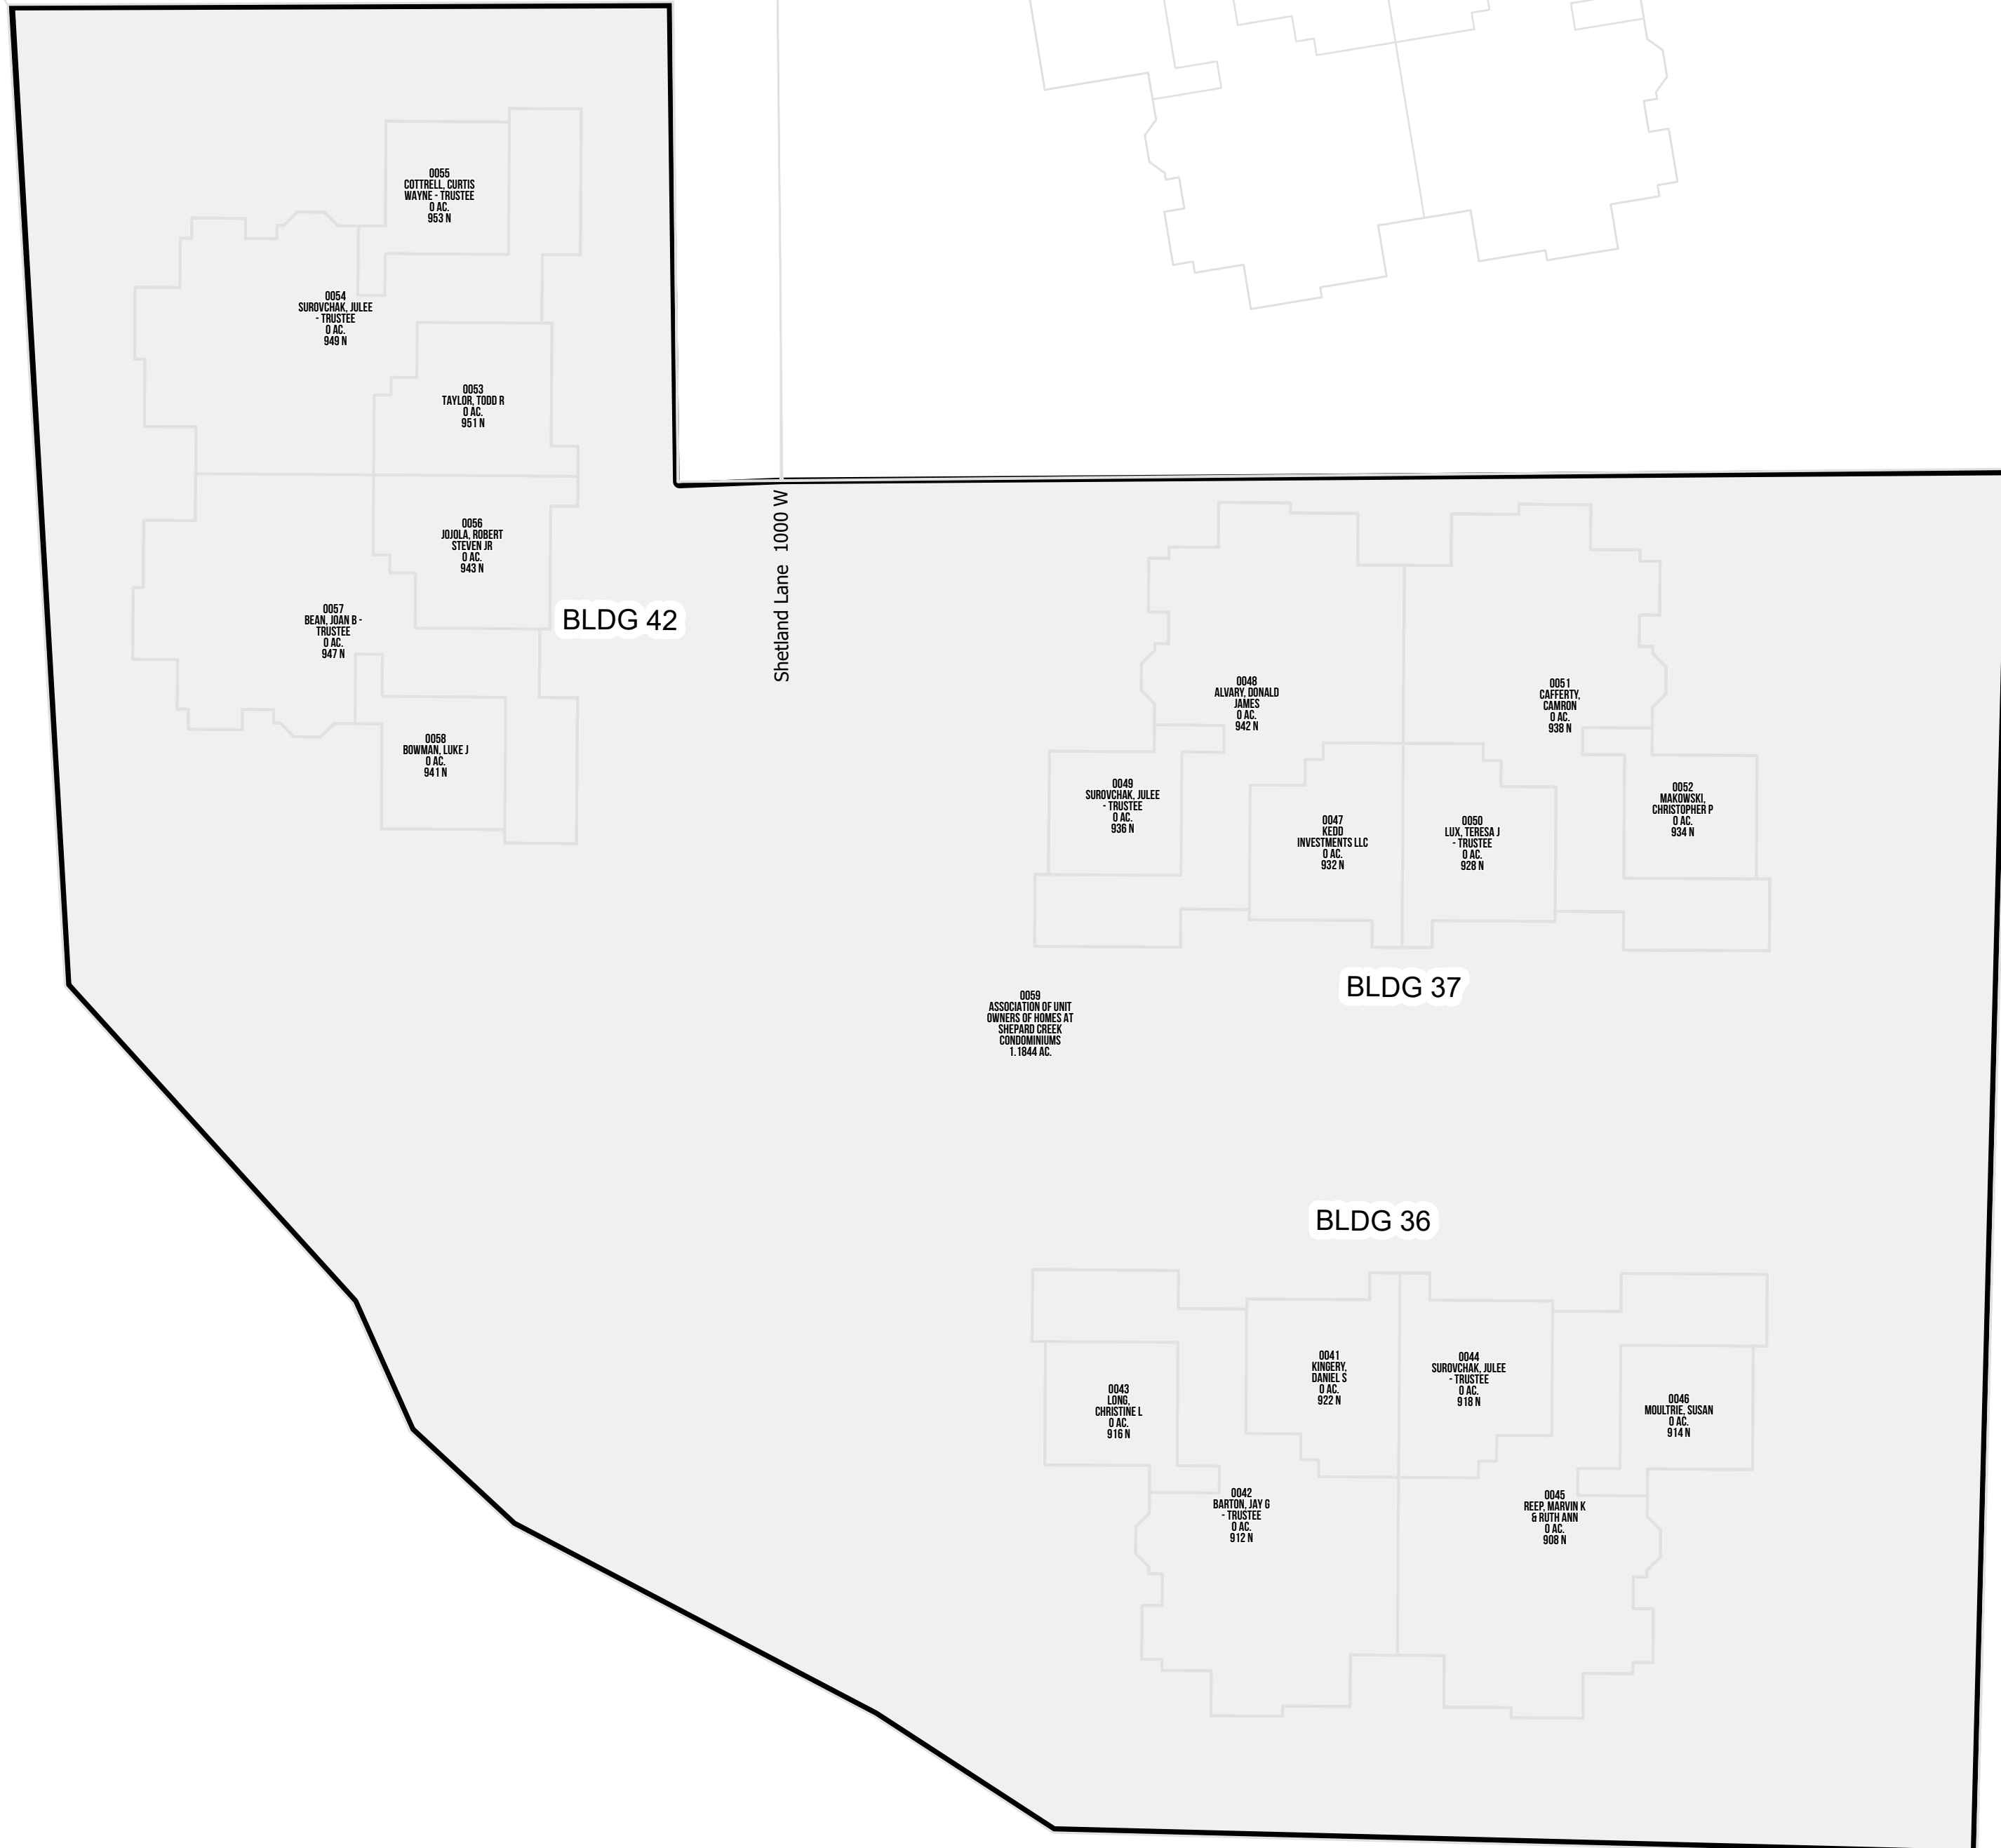 0055
COTTRELL, CURTIS
WAYNE - TRUSTEE
0 AC.
953 N
0054
SUROVCHAK, JULEE
- TRUSTEE
0 AC.
949 N
0053
TAYLOR, TODD R
0 AC.
951 N
0056
JOJOLA, ROBERT
STEVEN JR
0 AC.
943 N
0057
BEAN, JOAN B -
TRUSTEE
0 AC.
947 N
BLDG 42
0058
BOWMAN, LUKE J
0 AC.
941 N
Shetland Lane 1000 W
0048
ALVARY, DONALD
JAMES
0 AC.
942 N
0051
CAFFERTY,
CAMRON
0 AC.
938 N
0049
SUROVCHAK, JULEE
- TRUSTEE
0 AC.
936 N
0047
KEDD
INVESTMENTS LLC
0 AC.
932 N
0050
LUX, TERESA J
- TRUSTEE
0 AC.
928 N
0052
MAKOWSKI,
CHRISTOPHER P
0 AC.
934 N
BLDG 37
0059
ASSOCIATION OF UNIT
OWNERS OF HOMES AT
SHEPARD CREEK
CONDOMINIUMS
1.1844 AC.
BLDG 36
0043
LONG,
CHRISTINE L
0 AC.
916 N
0041
KINGERY,
DANIEL S
0 AC.
922 N
0044
SUROVCHAK, JULEE
- TRUSTEE
0 AC.
918 N
0046
MOULTRIE, SUSAN
0 AC.
914 N
0042
BARTON, JAY G
- TRUSTEE
0 AC.
912 N
0045
REEP, MARVIN K
& RUTH ANN
0 AC.
908 N